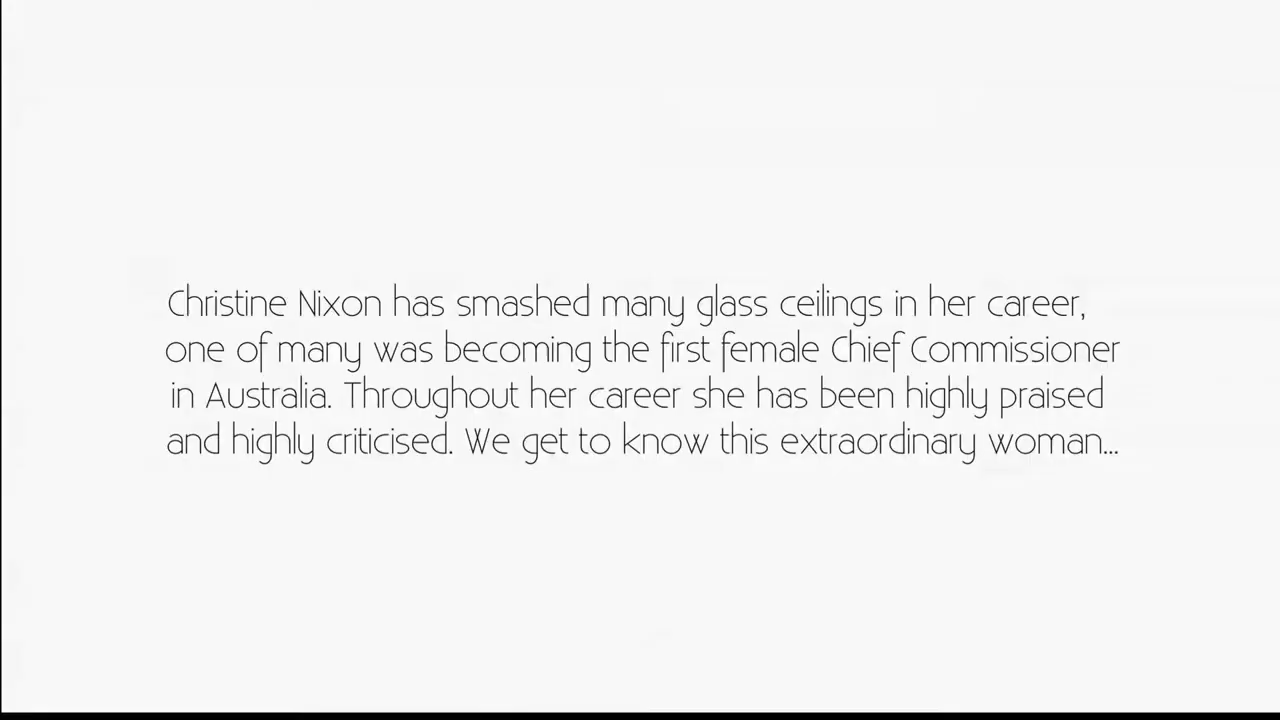 Christine Nixon has smashed many glass ceilings in her career,
one of many was becoming the first female Chief Commissioner
in Australia. Throughout her career she has been highly praised
and highly criticised. We get to know this extraordinary woman...